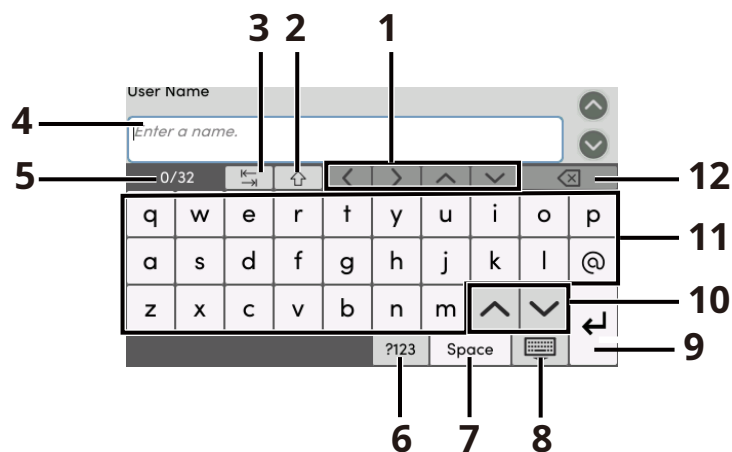 3 2 1
User Name
4
Enter a name.
5 0/32 12
q w e r t y u i o p
11
a s d f g h j k l @
10
z x c v b n m
9
?123 Space
6 7 8